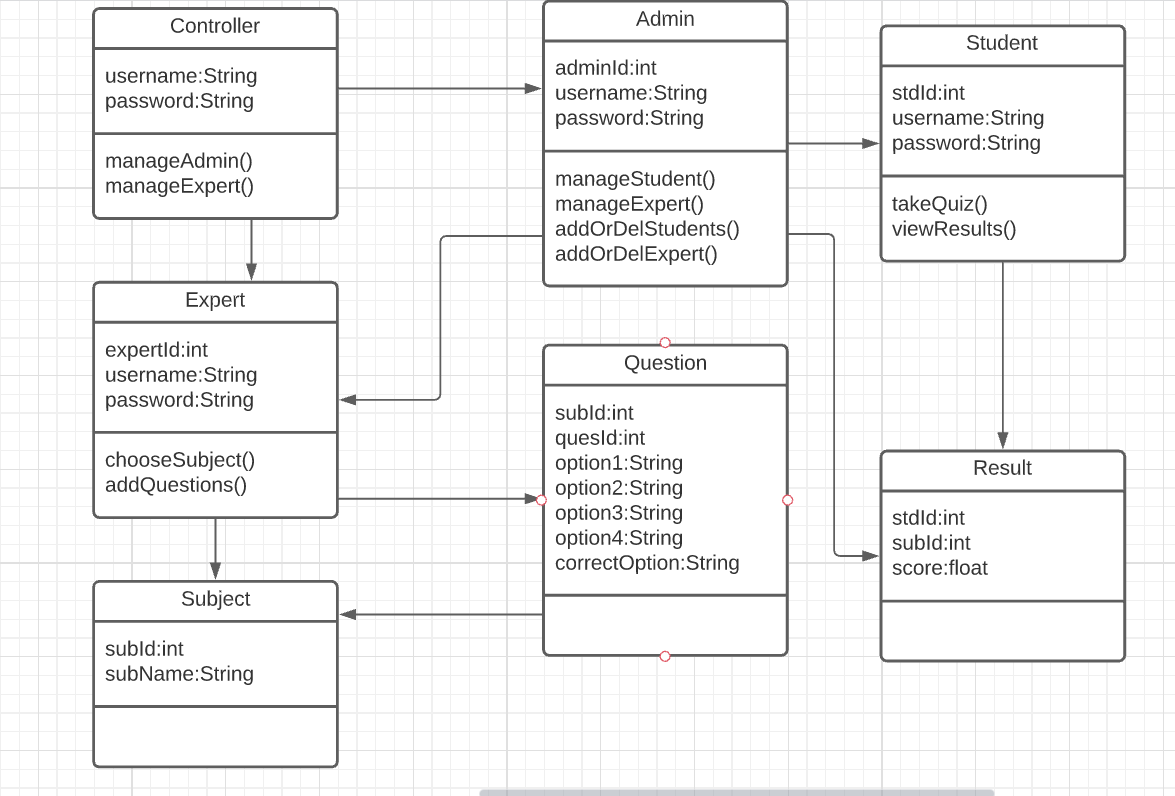 Controller
username:String
password:String
manageAdmin()
manageExpert()
Admin
adminId:int
username:String
password:String
manageStudent()
manageExpert()
addOrDelStudents()
addOrDelExpert()
Student
stdId:int
username:String
password:String
takeQuiz()
viewResults()
Expert
expertId:int
username:String
password:String
chooseSubject()
addQuestions()
Question
subId:int
quesId:int
option1:String
option2:String
option3:String
option4:String
correctOption:String
Result
stdId:int
subId:int
score:float
Subject
subId:int
subName:String